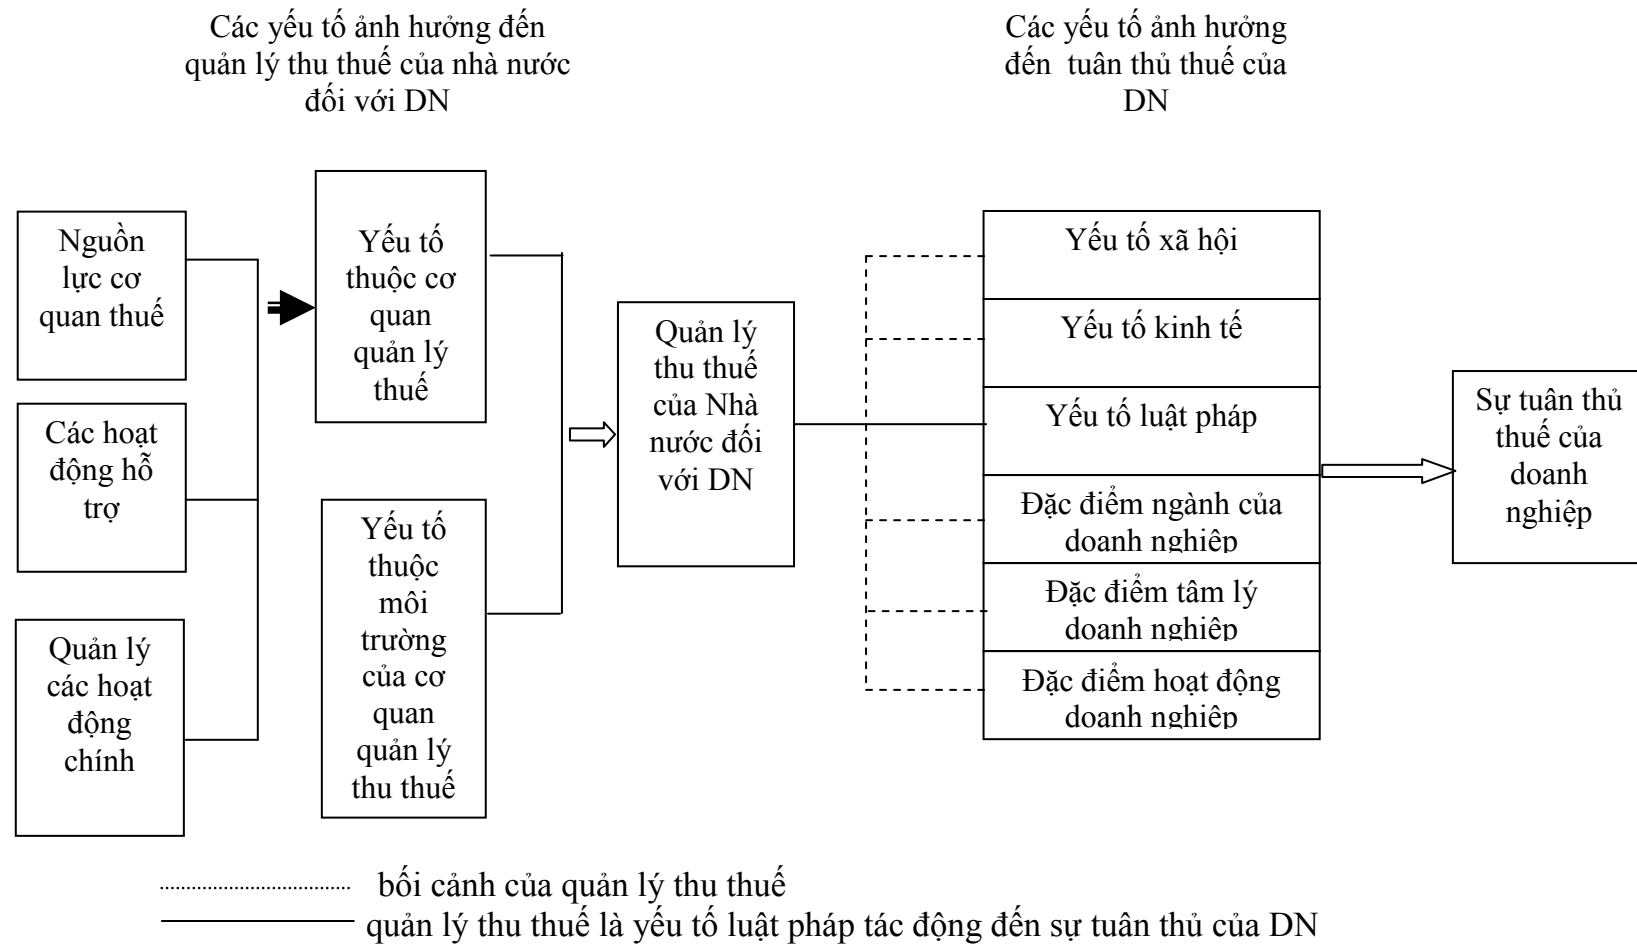 Các yếu tố ảnh hưởng đến
quản lý thu thuế của nhà nước
đối với DN
Các yếu tố ảnh hưởng
đến tuân thủ thuế của
DN
Nguồn
lực cơ
quan thuế
Các hoạt
động hỗ
trợ
Quản lý
các hoạt
động
chính
Yếu tố
thuộc cơ
quan
quản lý
thuế
Yếu tố
thuộc
môi
trường
của cơ
quan
quản lý
thu thuế
Quản lý
thu thuế
của Nhà
nước đối
với DN
Yếu tố xã hội
Yếu tố kinh tế
Yếu tố luật pháp
Đặc điểm ngành của
doanh nghiệp
Đặc điểm tâm lý
doanh nghiệp
Đặc điểm hoạt động
doanh nghiệp
Sự tuân thủ
thuế của
doanh
nghiệp
bối cảnh của quản lý thu thuế
quản lý thu thuế là yếu tố luật pháp tác động đến sự tuân thủ của DN